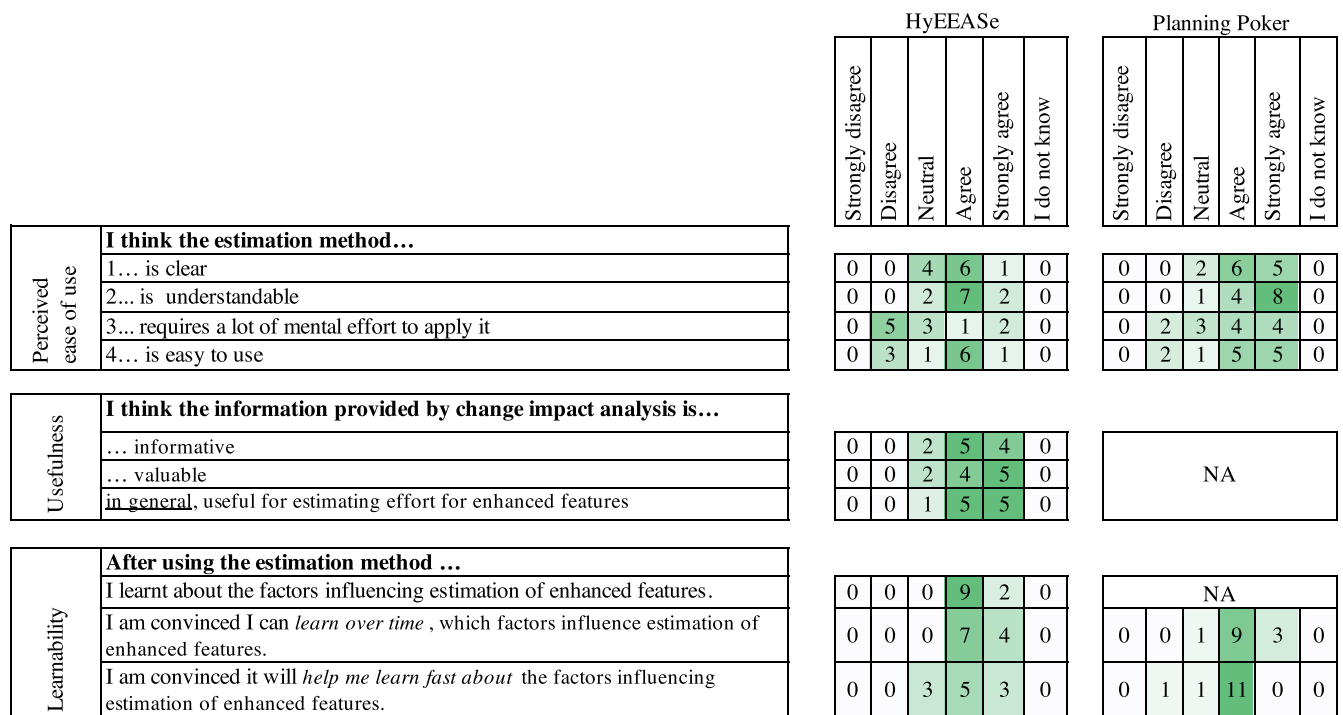 HyEEASe Planning Poker
Strongly disagree Disagree Neutral Agree Strongly agree I do not know Strongly disagree Disagree Neutral Agree Strongly agree I do not know
Perceived ease of use
I think the estimation method…
1… is clear 0 0 4 6 1 0 0 0 2 6 5 0
2... is understandable 0 0 2 7 2 0 0 0 1 4 8 0
3... requires a lot of mental effort to apply it 0 5 3 1 2 0 0 2 3 4 4 0
4… is easy to use 0 3 1 6 1 0 0 2 1 5 5 0
Usefulness
I think the information provided by change impact analysis is…
… informative 0 0 2 5 4 0
… valuable 0 0 2 4 5 0 NA
in general, useful for estimating effort for enhanced features 0 0 1 5 5 0
Learnability
After using the estimation method …
I learnt about the factors influencing estimation of enhanced features. 0 0 0 9 2 0 NA
I am convinced I can learn over time , which factors influence estimation of
enhanced features. 0 0 0 7 4 0 0 0 1 9 3 0
I am convinced it will help me learn fast about the factors influencing
estimation of enhanced features. 0 0 3 5 3 0 0 1 1 11 0 0